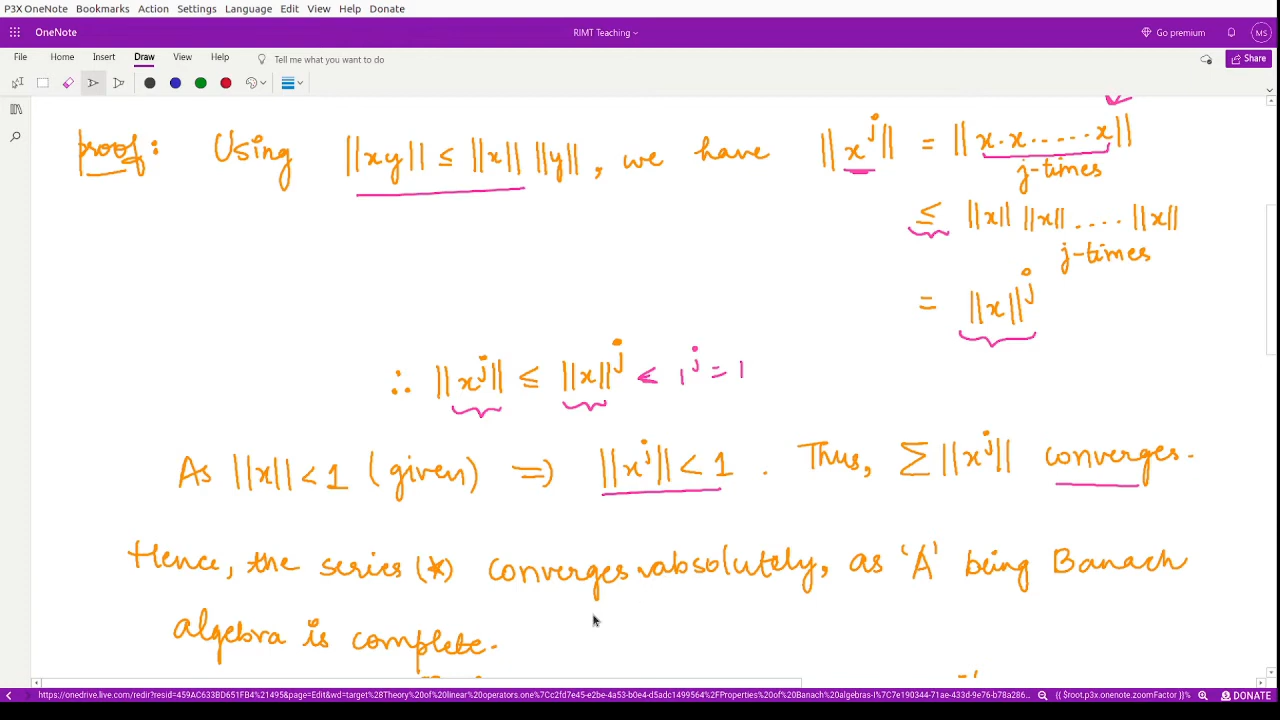 P3X OneNote Bookmarks Action Settings Language Edit View Help Donate
OneNote RIMT Teaching Go premium MS
File Home Insert Draw View Help Tell me what you want to do Share
proof: Using ||xy|| ≤ ||x|| ||y||, we have ||x^j|| = ||x·x.....x||
j-times
≤ ||x|| ||x|| .... ||x||
j-times
= ||x||^j
∴ ||x^j|| ≤ ||x||^j < 1^j = 1
As ||x|| < 1 (given) ⇒ ||x^j|| < 1 . Thus, ∑ ||x^j|| converges.
Hence, the series (*) converges absolutely, as 'A' being Banach
algebra is complete.
DONATE